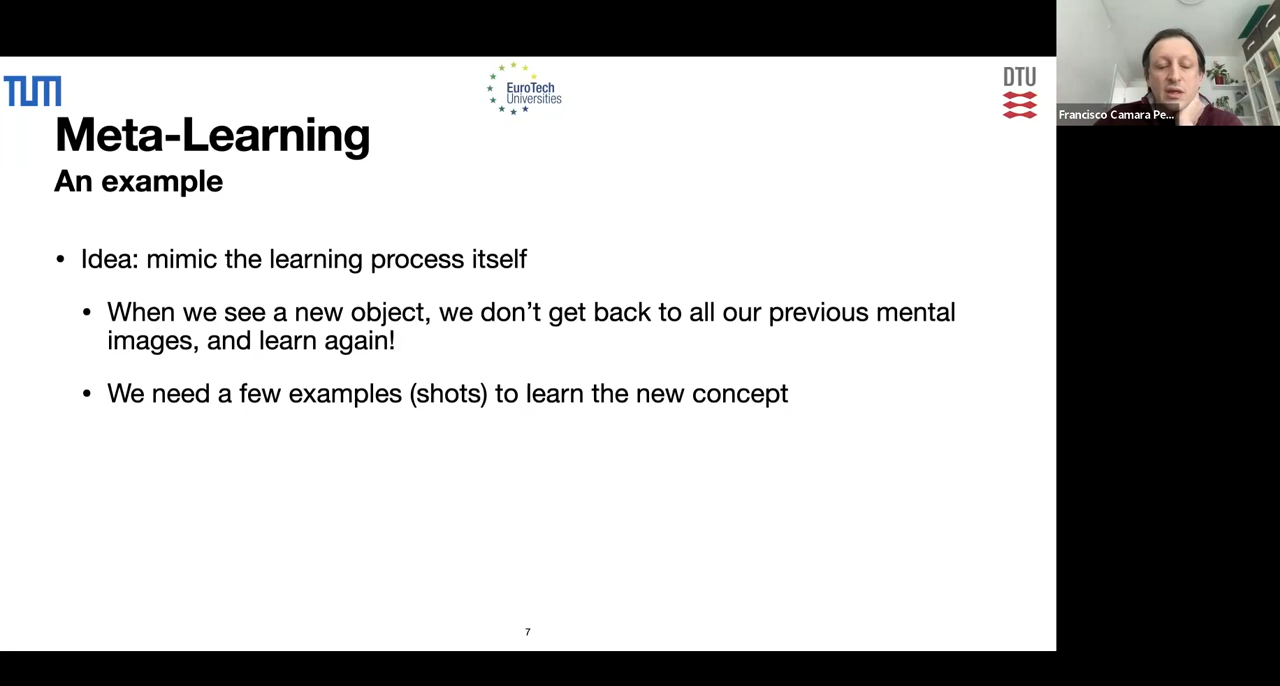 TUM
EuroTech
Universities
DTU
Francisco Camara Pe...
Meta-Learning
An example
• Idea: mimic the learning process itself
• When we see a new object, we don’t get back to all our previous mental
images, and learn again!
• We need a few examples (shots) to learn the new concept
7